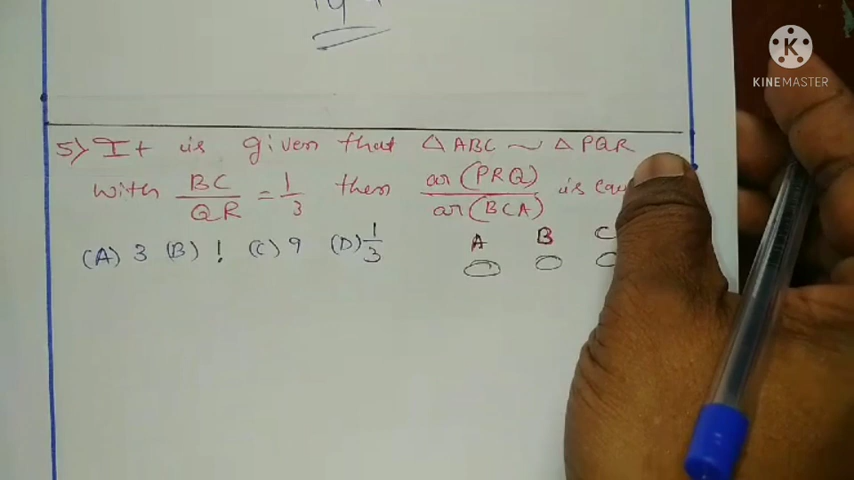 K
KINEMASTER
5) It is given that △ ABC ~ △ PQR
with BC/QR = 1/3 then ar(PRQ)/ar(BCA) is
(A) 3 (B) 1 (C) 9 (D) 1/3
A B C